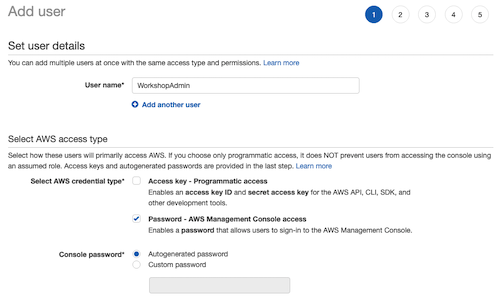 Add user
1 2 3 4 5
Set user details
You can add multiple users at once with the same access type and permissions. Learn more
User name* WorkshopAdmin
Add another user
Select AWS access type
Select how these users will primarily access AWS. If you choose only programmatic access, it does NOT prevent users from accessing the console using
an assumed role. Access keys and autogenerated passwords are provided in the last step. Learn more
Select AWS credential type* Access key - Programmatic access
Enables an access key ID and secret access key for the AWS API, CLI, SDK, and
other development tools.
Password - AWS Management Console access
Enables a password that allows users to sign-in to the AWS Management Console.
Console password* Autogenerated password
Custom password